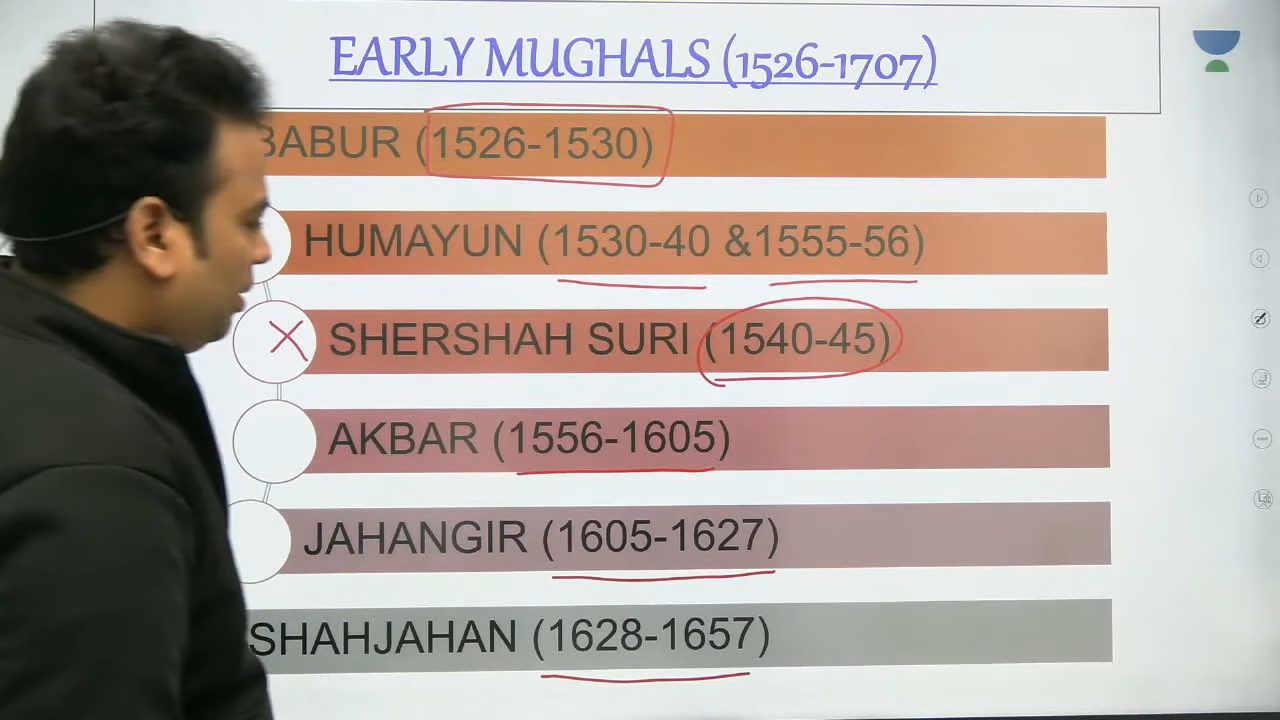 EARLY MUGHALS (1526-1707)
BABUR (1526-1530)
HUMAYUN (1530-40 &1555-56)
SHERSHAH SURI (1540-45)
AKBAR (1556-1605)
JAHANGIR (1605-1627)
SHAHJAHAN (1628-1657)